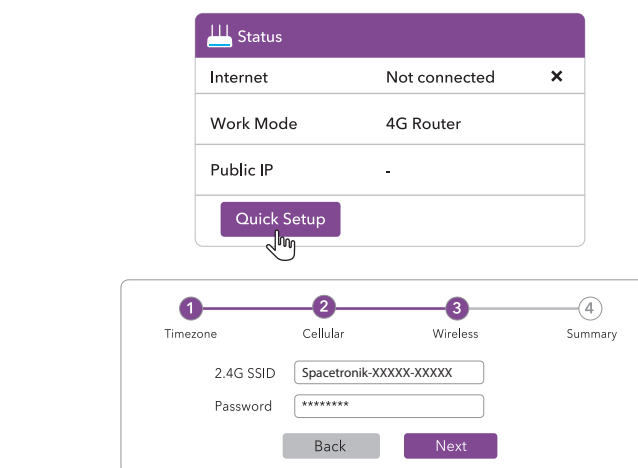 Status
Internet Not connected ×
Work Mode 4G Router
Public IP -
Quick Setup
1 2 3 4
Timezone Cellular Wireless Summary
2.4G SSID Spacetronik-XXXXX-XXXXX
Password ********
Back Next